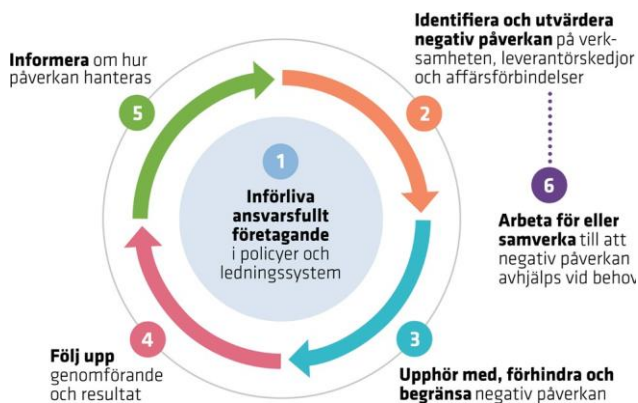 1
Införliva
ansvarsfullt
företagande
i policyer och
ledningssystem
2
Identifiera och utvärdera
negativ påverkan på verk-
samheten, leverantörskedjor
och affärsförbindelser
3
Upphör med, förhindra och
begränsa negativ påverkan
4
Följ upp
genomförande
och resultat
5
Informera om hur
påverkan hanteras
6
Arbeta för eller
samverka till att
negativ påverkan
avhjälps vid behov